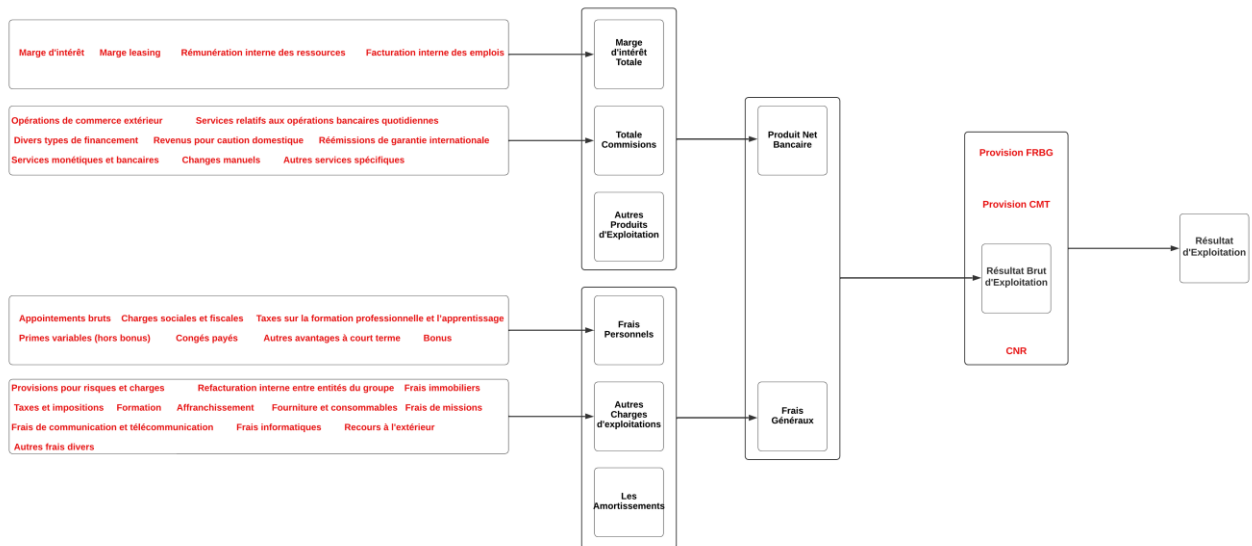 Marge d'intérêt Marge leasing Rémunération interne des ressources Facturation interne des emplois
Marge
d'intérêt
Totale
Opérations de commerce extérieur Services relatifs aux opérations bancaires quotidiennes
Divers types de financement Revenus pour caution domestique Réémissions de garantie internationale
Services monétiques et bancaires Changes manuels Autres services spécifiques
Totale
Commisions
Autres
Produits
d'Exploitation
Produit Net
Bancaire
Appointements bruts Charges sociales et fiscales Taxes sur la formation professionnelle et l'apprentissage
Primes variables (hors bonus) Congés payés Autres avantages à court terme Bonus
Frais
Personnels
Provisions pour risques et charges Refacturation interne entre entités du groupe Frais immobiliers
Taxes et impositions Formation Affranchissement Fourniture et consommables Frais de missions
Frais de communication et télécommunication Frais informatiques Recours à l'extérieur
Autres frais divers
Autres
Charges
d'exploitations
Les
Amortissements
Frais
Généraux
Provision FRBG
Provision CMT
Résultat Brut
d'Exploitation
CNR
Résultat
d'Exploitation